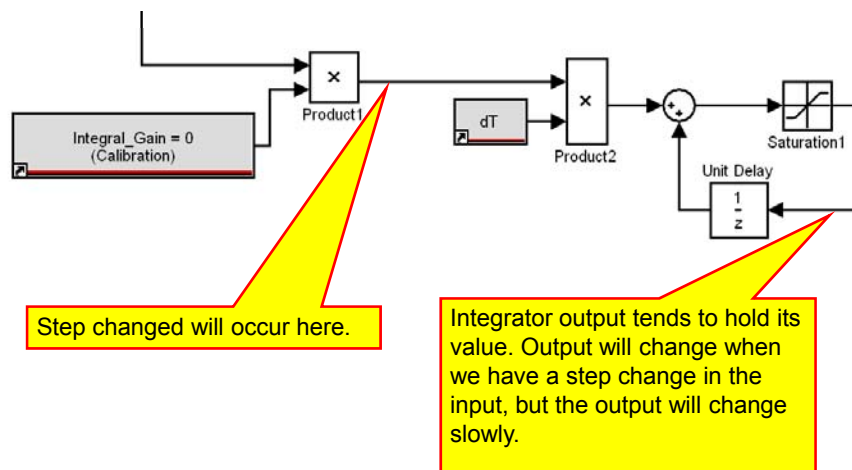 ×
Product1
Integral_Gain = 0
(Calibration)
dT
×
Product2
+
+
Saturation1
Unit Delay
1
z
Step changed will occur here.
Integrator output tends to hold its
value. Output will change when
we have a step change in the
input, but the output will change
slowly.